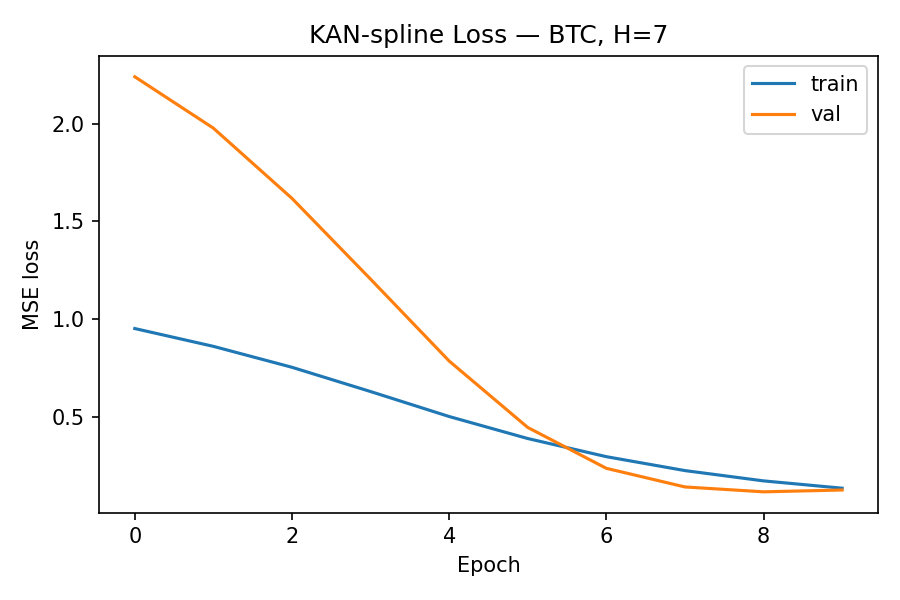 KAN-spline Loss — BTC, H=7
train
val
MSE loss
2.0
1.5
1.0
0.5
0 2 4 6 8
Epoch